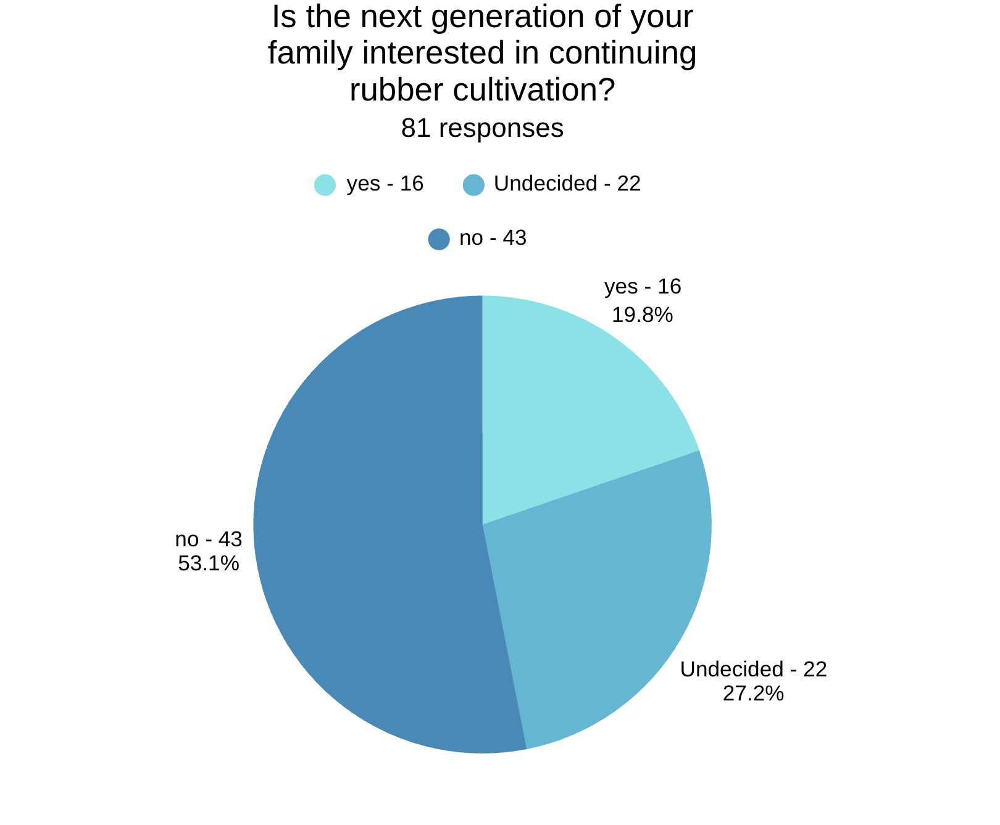 Is the next generation of your
family interested in continuing
rubber cultivation?
81 responses
yes - 16
Undecided - 22
no - 43
yes - 16
19.8%
no - 43
53.1%
Undecided - 22
27.2%